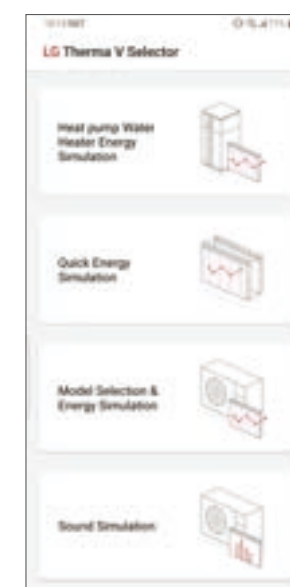 LG Therma V Selector
Heat pump Water
Heater Energy
Simulation
Quick Energy
Simulation
Model Selection &
Energy Simulation
Sound Simulation